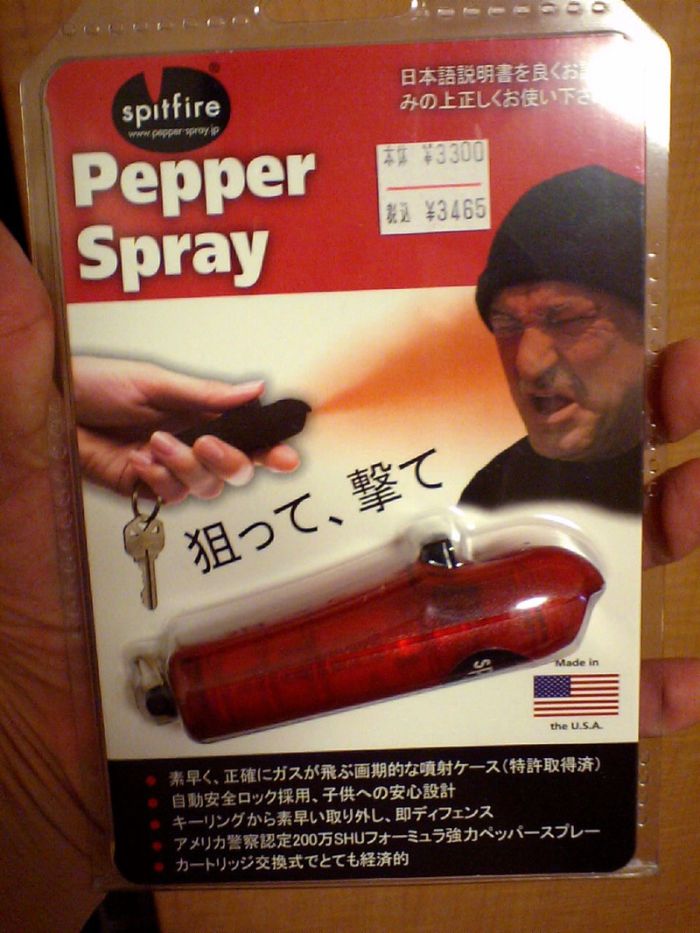 spitfire
www.pepper-spray.jp
Pepper
Spray
日本語説明書を良くお
みの上正しくお使い下さ
本体 ¥3300
税込 ¥3465
狙って、撃て
sp
Made in
the U.S.A.
素早く、正確にガスが飛ぶ画期的な噴射ケース(特許取得済)
自動安全ロック採用、子供への安心設計
キーリングから素早い取り外し、即ディフェンス
アメリカ警察認定200万SHUフォーミュラ強力ペッパースプレー
カートリッジ交換式でとても経済的